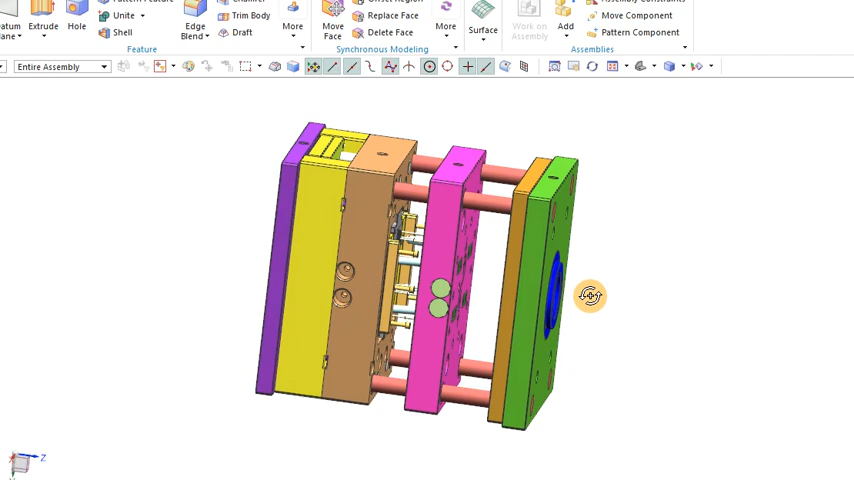 Pattern Feature
Chamfer
Offset Region
Assembly Constraints
Datum Plane
Extrude
Unite
Hole
Shell
Edge Blend
Trim Body
Draft
More
Move Face
Replace Face
Delete Face
More
Surface
Work on Assembly
Add
Move Component
Pattern Component
Feature
Synchronous Modeling
Assemblies
Entire Assembly
Z